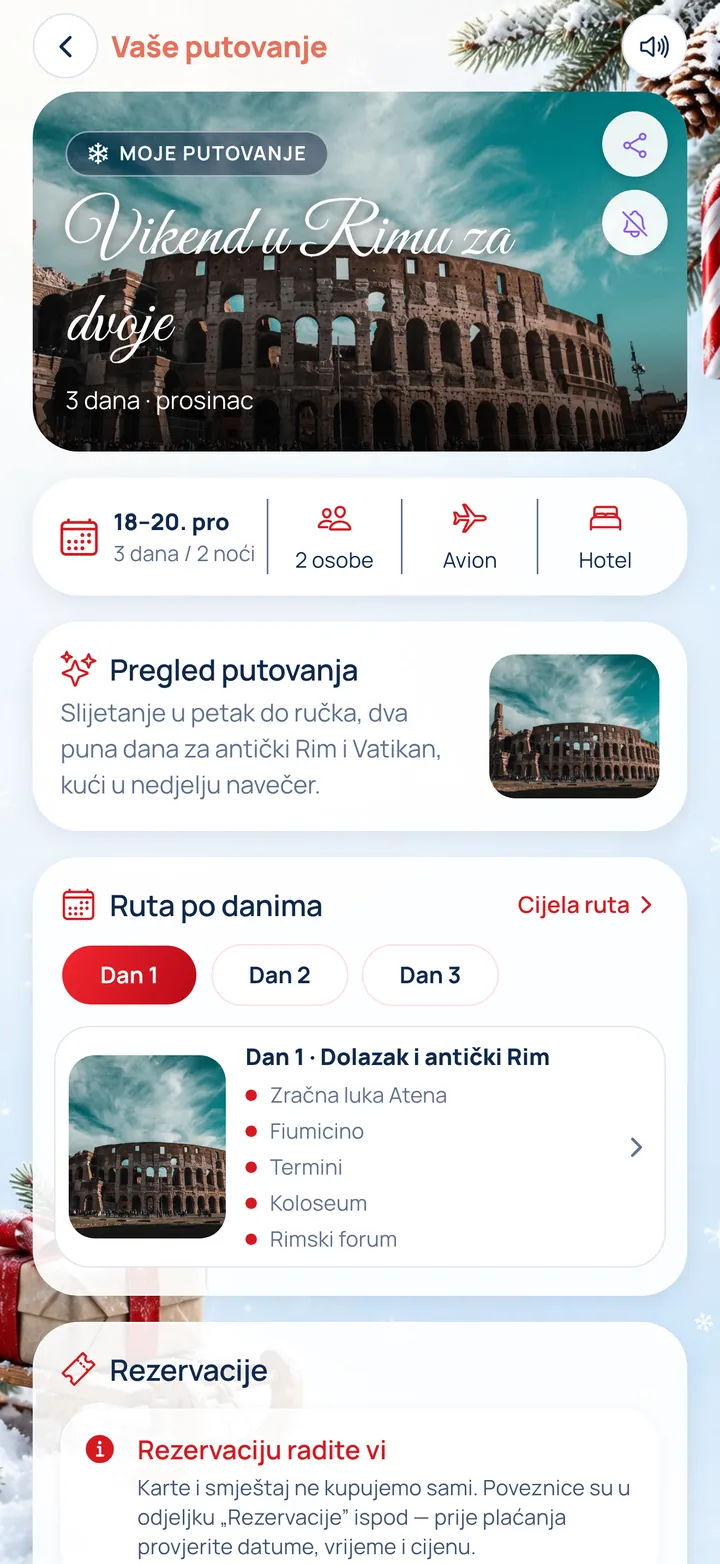 Vaše putovanje
MOJE PUTOVANJE
Vikend u Rimu za
dvoje
3 dana · prosinac
18–20. pro
3 dana / 2 noći
2 osobe
Avion
Hotel
Pregled putovanja
Slijetanje u petak do ručka, dva
puna dana za antički Rim i Vatikan,
kući u nedjelju navečer.
Ruta po danima
Cijela ruta
Dan 1
Dan 2
Dan 3
Dan 1 · Dolazak i antički Rim
Zračna luka Atena
Fiumicino
Termini
Koloseum
Rimski forum
Rezervacije
Rezervaciju radite vi
Karte i smještaj ne kupujemo sami. Poveznice su u
odjeljku „Rezervacije” ispod — prije plaćanja
provjerite datume, vrijeme i cijenu.